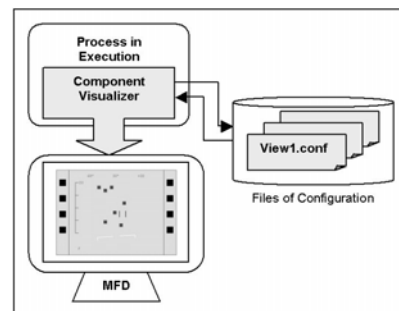 Process in
Execution
Component
Visualizer
View1.conf
Files of Configuration
MFD